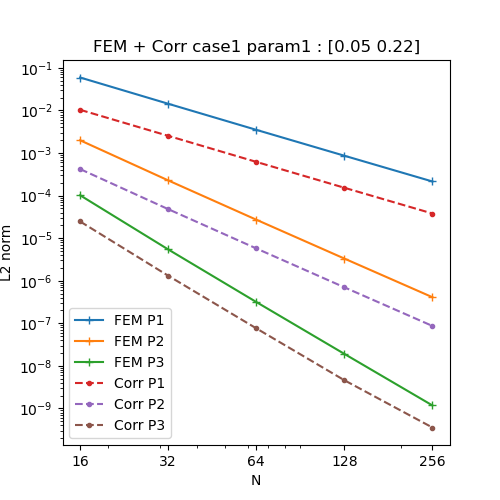 FEM + Corr case1 param1 : [0.05 0.22]
10⁻¹
10⁻²
10⁻³
10⁻⁴
10⁻⁵
10⁻⁶
10⁻⁷
10⁻⁸
10⁻⁹
L2 norm
FEM P1
FEM P2
FEM P3
Corr P1
Corr P2
Corr P3
16 32 64 128 256
N